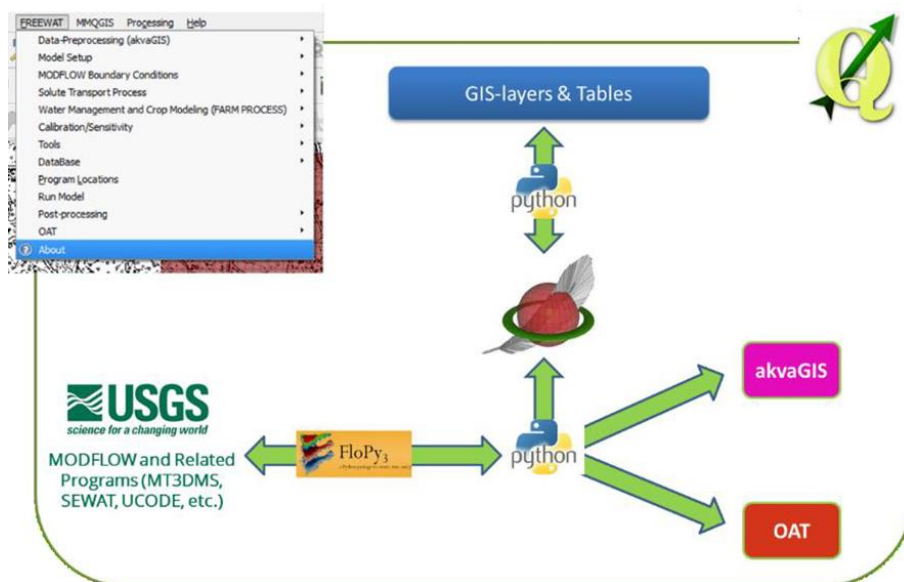 FREEWAT MMQGIS Processing Help
Data-Preprocessing (akvaGIS)
Model Setup
MODFLOW Boundary Conditions
Solute Transport Process
Water Management and Crop Modeling (FARM PROCESS)
Calibration/Sensitivity
Tools
DataBase
Program Locations
Run Model
Post-processing
OAT
About
GIS-layers & Tables
python
akvaGIS
USGS
science for a changing world
FloPy3
python
MODFLOW and Related
Programs (MT3DMS,
SEWAT, UCODE, etc.)
OAT